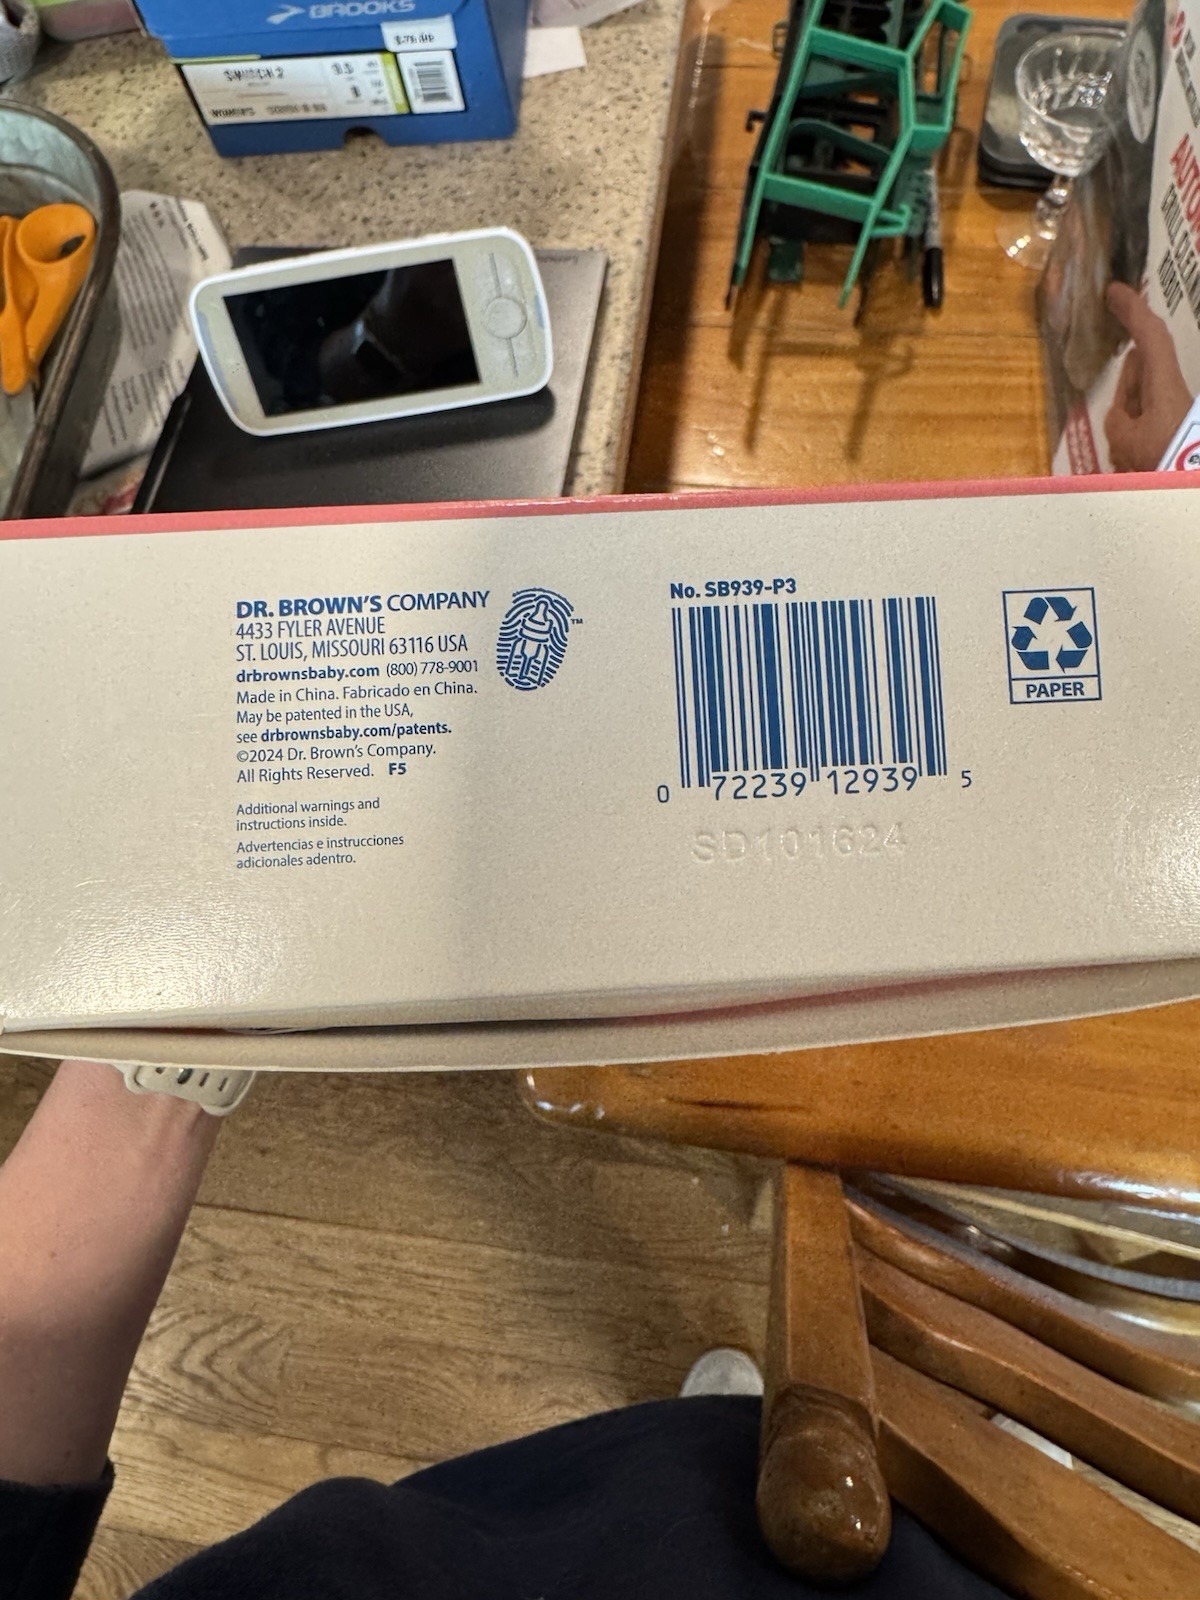 BROOKS
DR. BROWN'S COMPANY
4433 FYLER AVENUE
ST. LOUIS, MISSOURI 63116 USA
drbrownsbaby.com (800) 778-9001
Made in China. Fabricado en China.
May be patented in the USA,
see drbrownsbaby.com/patents.
©2024 Dr. Brown's Company.
All Rights Reserved. F5
Additional warnings and
instructions inside.
Advertencias e instrucciones
adicionales adentro.
TM
No. SB939-P3
0 72239 12939 5
SD101624
PAPER